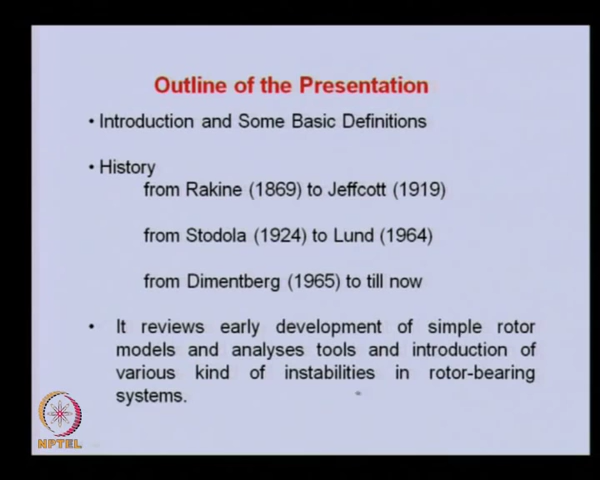 Outline of the Presentation
• Introduction and Some Basic Definitions
• History
from Rakine (1869) to Jeffcott (1919)
from Stodola (1924) to Lund (1964)
from Dimentberg (1965) to till now
• It reviews early development of simple rotor
models and analyses tools and introduction of
various kind of instabilities in rotor-bearing
systems.
NPTEL